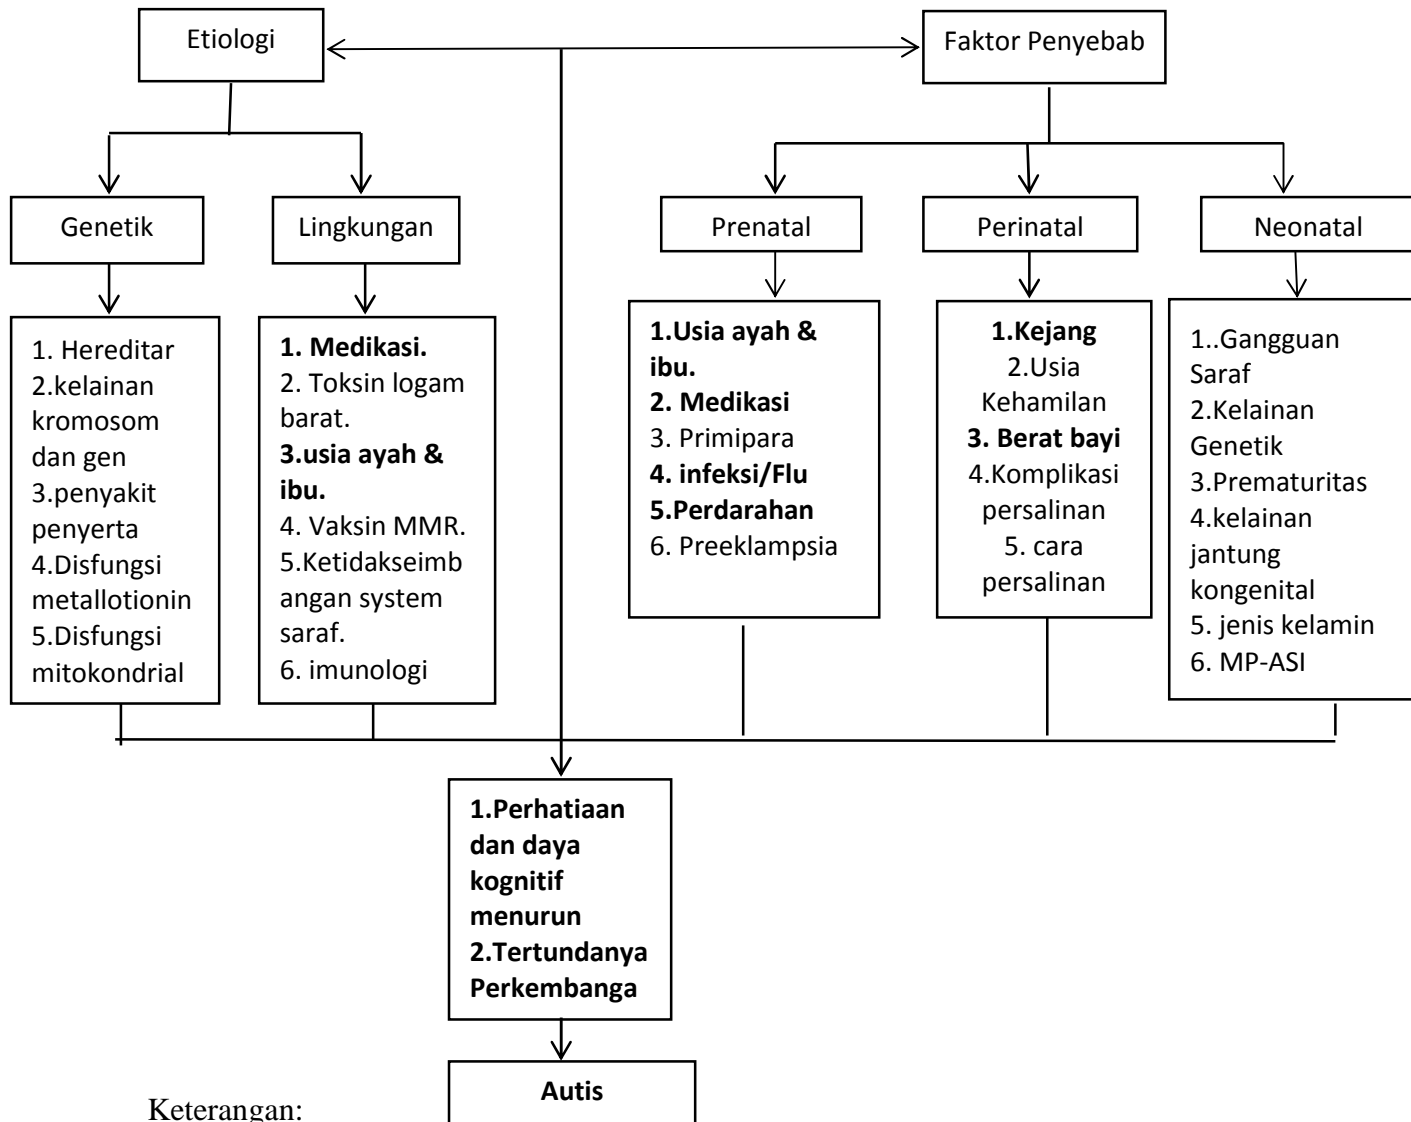 Etiologi
Faktor Penyebab
Genetik
Lingkungan
Prenatal
Perinatal
Neonatal
1. Hereditar
2.kelainan
kromosom
dan gen
3.penyakit
penyerta
4.Disfungsi
metallotionin
5.Disfungsi
mitokondrial
1. Medikasi.
2. Toksin logam
barat.
3.usia ayah &
ibu.
4. Vaksin MMR.
5.Ketidakseimb
angan system
saraf.
6. imunologi
1.Usia ayah &
ibu.
2. Medikasi
3. Primipara
4. infeksi/Flu
5.Perdarahan
6. Preeklampsia
1.Kejang
2.Usia
Kehamilan
3. Berat bayi
4.Komplikasi
persalinan
5. cara
persalinan
1..Gangguan
Saraf
2.Kelainan
Genetik
3.Prematuritas
4.kelainan
jantung
kongenital
5. jenis kelamin
6. MP-ASI
1.Perhatiaan
dan daya
kognitif
menurun
2.Tertundanya
Perkembanga
Autis
Keterangan: